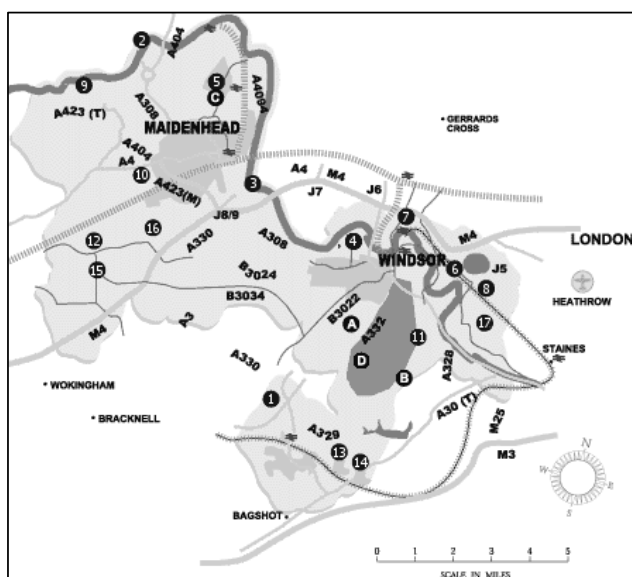 2
A404
9
5
C
A4094
A423 (T)
A308
GERRARDS
CROSS
MAIDENHEAD
A404
A4
10
A423(M)
3
A4
M4
J7
J6
J8/9
7
16
A330
A308
12
4
M4
LONDON
WINDSOR
15
B3024
6
J5
8
HEATHROW
B3034
B3022
A
A332
17
M4
A3
11
STAINES
A330
D
A328
B
WOKINGHAM
1
A30 (T)
M25
BRACKNELL
A329
13
14
M3
N
W
E
S
BAGSHOT
0 1 2 3 4 5
SCALE IN MILES